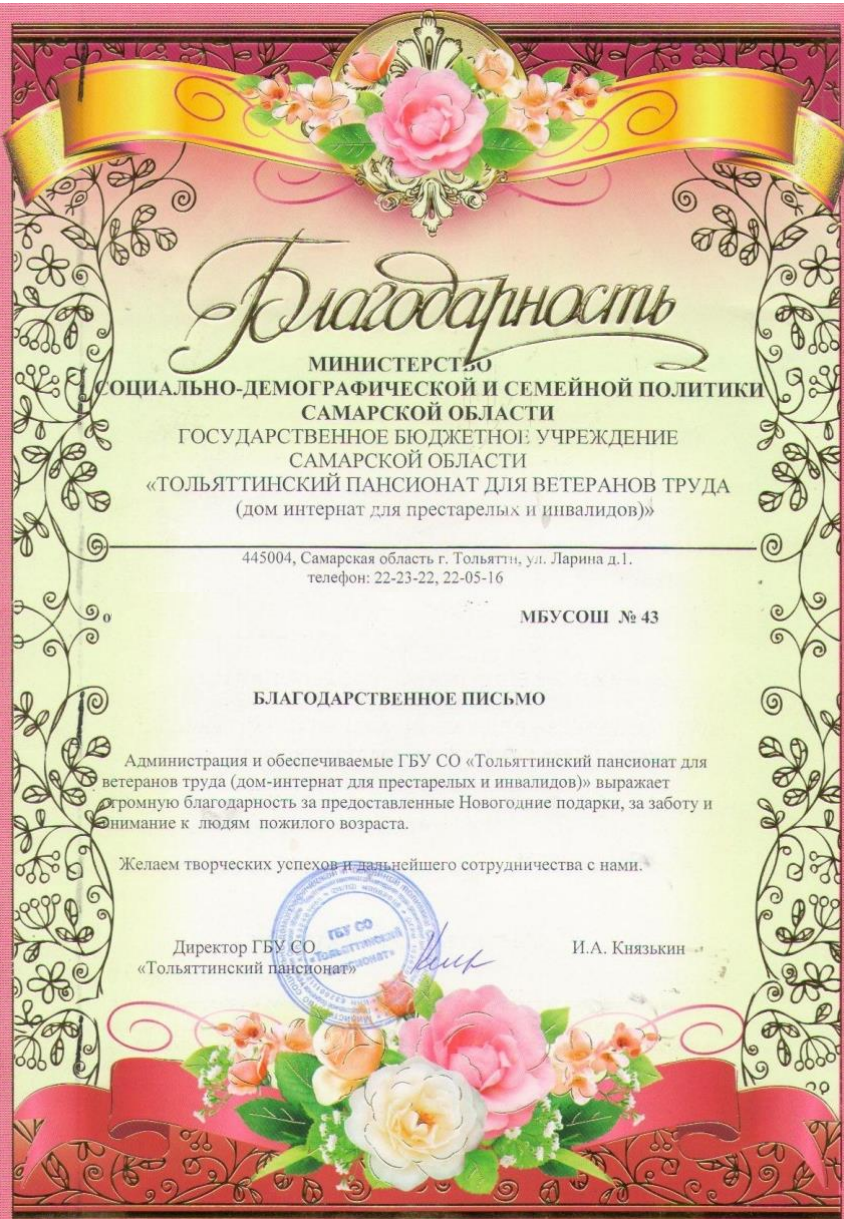 Благодарность
МИНИСТЕРСТВО
СОЦИАЛЬНО-ДЕМОГРАФИЧЕСКОЙ И СЕМЕЙНОЙ ПОЛИТИКИ
САМАРСКОЙ ОБЛАСТИ
ГОСУДАРСТВЕННОЕ БЮДЖЕТНОЕ УЧРЕЖДЕНИЕ
САМАРСКОЙ ОБЛАСТИ
«ТОЛЬЯТТИНСКИЙ ПАНСИОНАТ ДЛЯ ВЕТЕРАНОВ ТРУДА
(дом интернат для престарелых и инвалидов)»
445004, Самарская область г. Тольятти, ул. Ларина д.1.
телефон: 22-23-22, 22-05-16
о МБУСОШ № 43
БЛАГОДАРСТВЕННОЕ ПИСЬМО
Администрация и обеспечиваемые ГБУ СО «Тольяттинский пансионат для
ветеранов труда (дом-интернат для престарелых и инвалидов)» выражает
огромную благодарность за предоставленные Новогодние подарки, за заботу и
внимание к людям пожилого возраста.
Желаем творческих успехов и дальнейшего сотрудничества с нами.
Директор ГБУ СО И.А. Князькин
«Тольяттинский пансионат»
ГБУ СО
«Тольяттинский
пансионат»